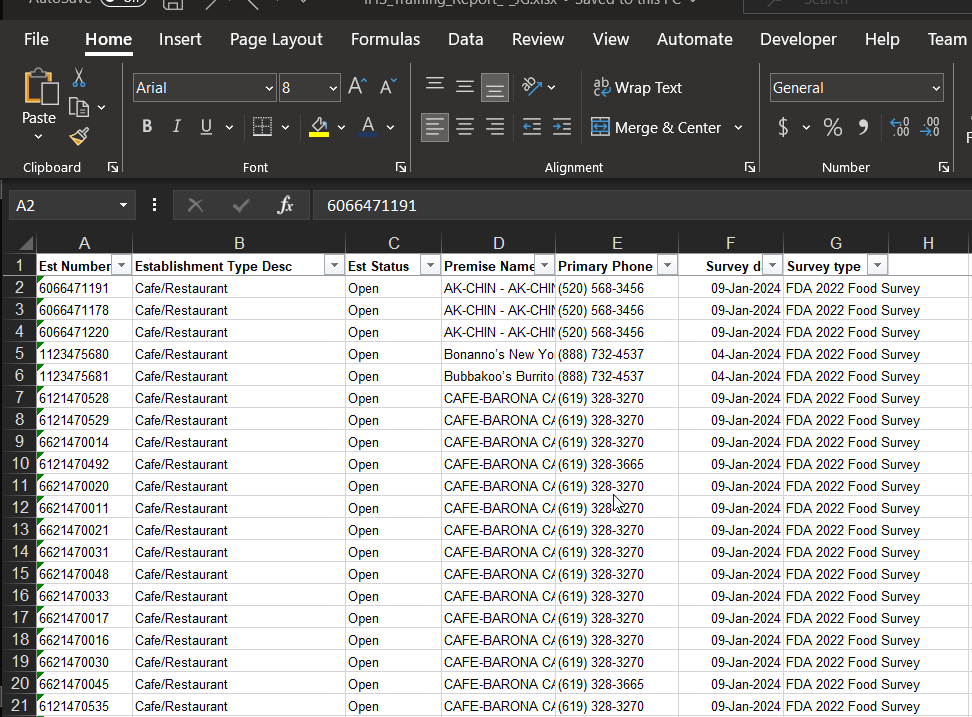 AutoSave Off IHS_Training_Report_-_JG.xlsx • Saved to this PC Search
File Home Insert Page Layout Formulas Data Review View Automate Developer Help Team
Paste Arial 8 Wrap Text General
B I U Merge & Center $ %
Clipboard Font Alignment Number
A2 fx 6066471191
A B C D E F G H
1 Est Number Establishment Type Desc Est Status Premise Name Primary Phone Survey d Survey type
2 6066471191 Cafe/Restaurant Open AK-CHIN - AK-CHIN (520) 568-3456 09-Jan-2024 FDA 2022 Food Survey
3 6066471178 Cafe/Restaurant Open AK-CHIN - AK-CHIN (520) 568-3456 09-Jan-2024 FDA 2022 Food Survey
4 6066471220 Cafe/Restaurant Open AK-CHIN - AK-CHIN (520) 568-3456 09-Jan-2024 FDA 2022 Food Survey
5 1123475680 Cafe/Restaurant Open Bonanno's New Yo (888) 732-4537 04-Jan-2024 FDA 2022 Food Survey
6 1123475681 Cafe/Restaurant Open Bubbakoo's Burrito (888) 732-4537 04-Jan-2024 FDA 2022 Food Survey
7 6121470528 Cafe/Restaurant Open CAFE-BARONA CA (619) 328-3270 09-Jan-2024 FDA 2022 Food Survey
8 6121470529 Cafe/Restaurant Open CAFE-BARONA CA (619) 328-3270 09-Jan-2024 FDA 2022 Food Survey
9 6621470014 Cafe/Restaurant Open CAFE-BARONA CA (619) 328-3270 09-Jan-2024 FDA 2022 Food Survey
10 6121470492 Cafe/Restaurant Open CAFE-BARONA CA (619) 328-3665 09-Jan-2024 FDA 2022 Food Survey
11 6621470020 Cafe/Restaurant Open CAFE-BARONA CA (619) 328-3270 09-Jan-2024 FDA 2022 Food Survey
12 6621470011 Cafe/Restaurant Open CAFE-BARONA CA (619) 328-3270 09-Jan-2024 FDA 2022 Food Survey
13 6621470021 Cafe/Restaurant Open CAFE-BARONA CA (619) 328-3270 09-Jan-2024 FDA 2022 Food Survey
14 6621470031 Cafe/Restaurant Open CAFE-BARONA CA (619) 328-3270 09-Jan-2024 FDA 2022 Food Survey
15 6621470048 Cafe/Restaurant Open CAFE-BARONA CA (619) 328-3270 09-Jan-2024 FDA 2022 Food Survey
16 6621470033 Cafe/Restaurant Open CAFE-BARONA CA (619) 328-3270 09-Jan-2024 FDA 2022 Food Survey
17 6621470017 Cafe/Restaurant Open CAFE-BARONA CA (619) 328-3270 09-Jan-2024 FDA 2022 Food Survey
18 6621470016 Cafe/Restaurant Open CAFE-BARONA CA (619) 328-3270 09-Jan-2024 FDA 2022 Food Survey
19 6621470030 Cafe/Restaurant Open CAFE-BARONA CA (619) 328-3270 09-Jan-2024 FDA 2022 Food Survey
20 6621470045 Cafe/Restaurant Open CAFE-BARONA CA (619) 328-3665 09-Jan-2024 FDA 2022 Food Survey
21 6121470535 Cafe/Restaurant Open CAFE-BARONA CA (619) 328-3270 09-Jan-2024 FDA 2022 Food Survey